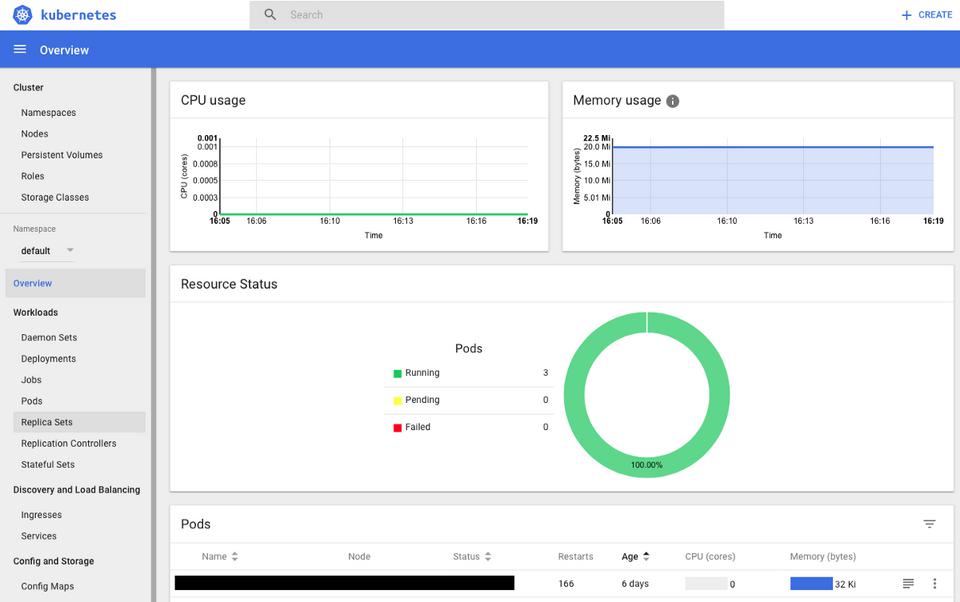 kubernetes
Search
CREATE
Overview
Cluster
Namespaces
Nodes
Persistent Volumes
Roles
Storage Classes
Namespace
default
Overview
Workloads
Daemon Sets
Deployments
Jobs
Pods
Replica Sets
Replication Controllers
Stateful Sets
Discovery and Load Balancing
Ingresses
Services
Config and Storage
Config Maps
CPU usage
CPU (cores)
0.001
0.001
0.0008
0.0005
0.0003
0
16:05 16:06 16:10 16:13 16:16 16:19
Time
Memory usage
Memory (bytes)
22.5 Mi
20.0 Mi
15.0 Mi
10.0 Mi
5.01 Mi
0
16:05 16:06 16:10 16:13 16:16 16:19
Time
Resource Status
Pods
Running 3
Pending 0
Failed 0
100.00%
Pods
Name Node Status Restarts Age CPU (cores) Memory (bytes)
166 6 days 0 32 Ki